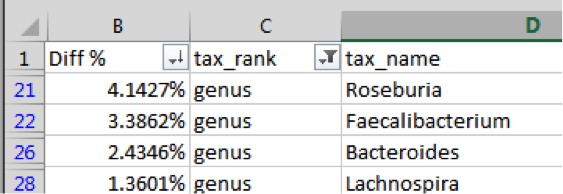 B C D
1 Diff % tax_rank tax_name
21 4.1427% genus Roseburia
22 3.3862% genus Faecalibacterium
26 2.4346% genus Bacteroides
28 1.3601% genus Lachnospira